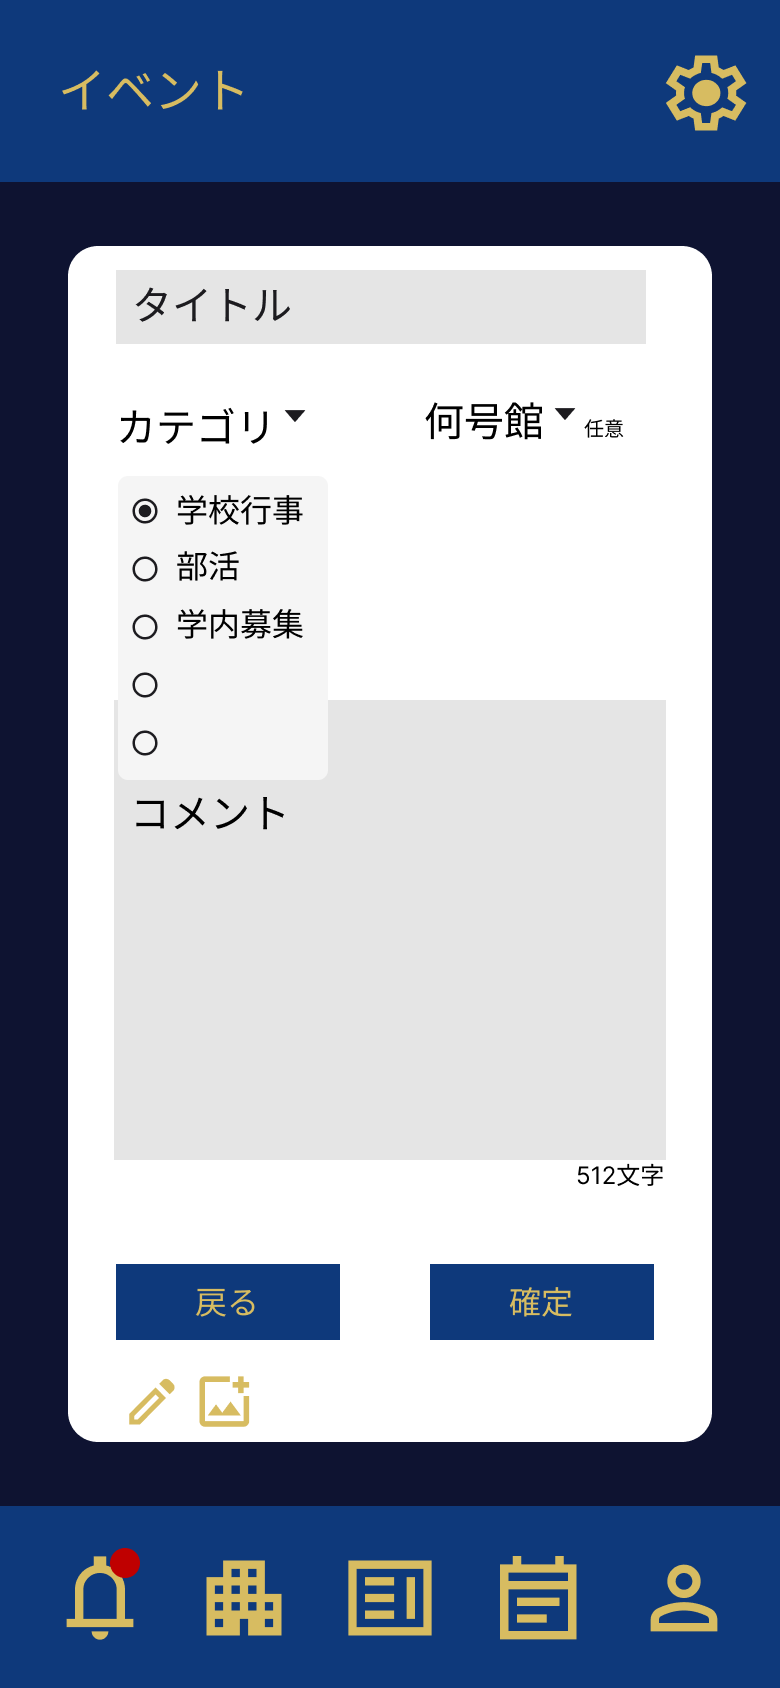 イベント
タイトル
カテゴリ
何号館 任意
学校行事
部活
学内募集
コメント
512文字
戻る
確定